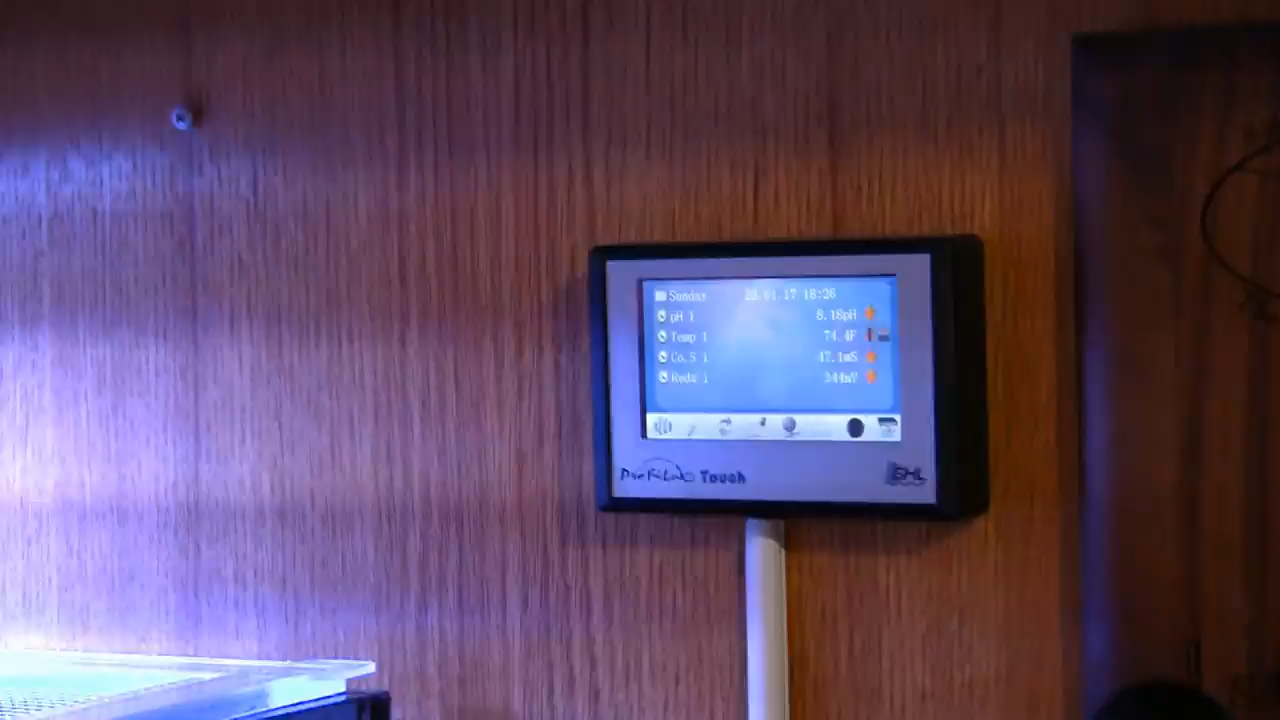 Sunday 22.01.17 18:26
pH 1 8.18pH
Temp 1 74.4F
Co.S 1 47.1mS
Redx 1 344mV
ProfiLux Touch GHL